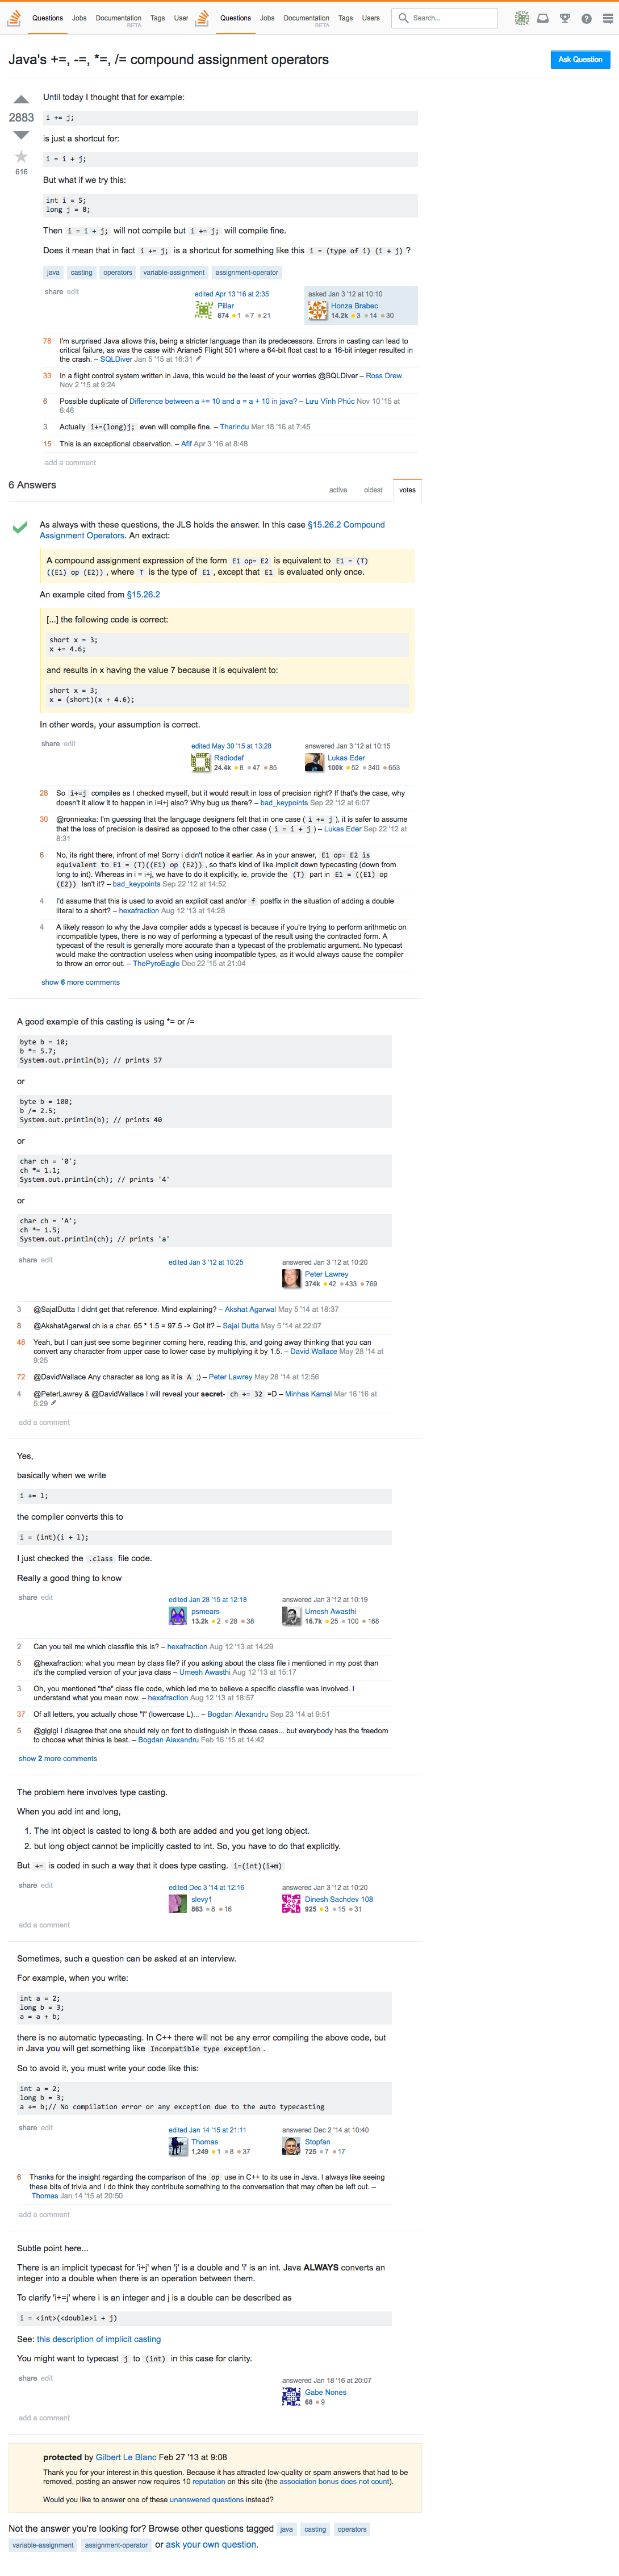 Questions Jobs Documentation BETA Tags User Questions Jobs Documentation BETA Tags Users Search...
Java's +=, -=, *=, /= compound assignment operators
Ask Question
Until today I thought that for example:
2883
i += j;
is just a shortcut for:
616
i = i + j;
But what if we try this:
int i = 5;
long j = 8;
Then i = i + j; will not compile but i += j; will compile fine.
Does it mean that in fact i += j; is a shortcut for something like this i = (type of i) (i + j) ?
java casting operators variable-assignment assignment-operator
share edit
edited Apr 13 '16 at 2:35
Pillar
874 1 7 21
asked Jan 3 '12 at 10:10
Honza Brabec
14.2k 3 14 30
78 I'm surprised Java allows this, being a stricter language than its predecessors. Errors in casting can lead to
critical failure, as was the case with Ariane5 Flight 501 where a 64-bit float cast to a 16-bit integer resulted in
the crash. – SQLDiver Jan 5 '15 at 16:31
33 In a flight control system written in Java, this would be the least of your worries @SQLDiver – Ross Drew
Nov 2 '15 at 9:24
6 Possible duplicate of Difference between a += 10 and a = a + 10 in java? – Lưu Vĩnh Phúc Nov 10 '15 at
6:46
3 Actually i+=(long)j; even will compile fine. – Tharindu Mar 18 '16 at 7:45
15 This is an exceptional observation. – Afif Apr 3 '16 at 8:48
add a comment
6 Answers
active oldest votes
As always with these questions, the JLS holds the answer. In this case §15.26.2 Compound
Assignment Operators. An extract:
A compound assignment expression of the form E1 op= E2 is equivalent to E1 = (T)
((E1) op (E2)) , where T is the type of E1 , except that E1 is evaluated only once.
An example cited from §15.26.2
[...] the following code is correct:
short x = 3;
x += 4.6;
and results in x having the value 7 because it is equivalent to:
short x = 3;
x = (short)(x + 4.6);
In other words, your assumption is correct.
share edit
edited May 30 '15 at 13:28
Radiodef
24.4k 8 47 85
answered Jan 3 '12 at 10:15
Lukas Eder
100k 52 340 653
28 So i+=j compiles as I checked myself, but it would result in loss of precision right? If that's the case, why
doesn't it allow it to happen in i=i+j also? Why bug us there? – bad_keypoints Sep 22 '12 at 6:07
30 @ronnieaka: I'm guessing that the language designers felt that in one case ( i += j ), it is safer to assume
that the loss of precision is desired as opposed to the other case ( i = i + j ) – Lukas Eder Sep 22 '12 at
8:31
6 No, its right there, infront of me! Sorry i didn't notice it earlier. As in your answer, E1 op= E2 is
equivalent to E1 = (T)((E1) op (E2)) , so that's kind of like implicit down typecasting (down from
long to int). Whereas in i = i+j, we have to do it explicitly, ie, provide the (T) part in E1 = ((E1) op
(E2)) Isn't it? – bad_keypoints Sep 22 '12 at 14:52
4 I'd assume that this is used to avoid an explicit cast and/or f postfix in the situation of adding a double
literal to a short? – hexafraction Aug 12 '13 at 14:28
4 A likely reason to why the Java compiler adds a typecast is because if you're trying to perform arithmetic on
incompatible types, there is no way of performing a typecast of the result using the contracted form. A
typecast of the result is generally more accurate than a typecast of the problematic argument. No typecast
would make the contraction useless when using incompatible types, as it would always cause the compiler
to throw an error out. – ThePyroEagle Dec 22 '15 at 21:04
show 6 more comments
A good example of this casting is using *= or /=
byte b = 10;
b *= 5.7;
System.out.println(b); // prints 57
or
byte b = 100;
b /= 2.5;
System.out.println(b); // prints 40
or
char ch = '0';
ch *= 1.1;
System.out.println(ch); // prints '4'
or
char ch = 'A';
ch *= 1.5;
System.out.println(ch); // prints 'a'
share edit
edited Jan 3 '12 at 10:25
answered Jan 3 '12 at 10:20
Peter Lawrey
374k 42 433 769
3 @SajalDutta I didnt get that reference. Mind explaining? – Akshat Agarwal May 5 '14 at 18:37
8 @AkshatAgarwal ch is a char. 65 * 1.5 = 97.5 -> Got it? – Sajal Dutta May 5 '14 at 22:07
48 Yeah, but I can just see some beginner coming here, reading this, and going away thinking that you can
convert any character from upper case to lower case by multiplying it by 1.5. – David Wallace May 28 '14 at
9:25
72 @DavidWallace Any character as long as it is A ;) – Peter Lawrey May 28 '14 at 12:56
4 @PeterLawrey & @DavidWallace I will reveal your secret- ch += 32 =D – Minhas Kamal Mar 16 '16 at
5:29
add a comment
Yes,
basically when we write
i += l;
the compiler converts this to
i = (int)(i + l);
I just checked the .class file code.
Really a good thing to know
share edit
edited Jan 28 '15 at 12:18
psmears
13.2k 2 28 38
answered Jan 3 '12 at 10:19
Umesh Awasthi
16.7k 25 100 168
2 Can you tell me which classfile this is? – hexafraction Aug 12 '13 at 14:29
5 @hexafraction: what you mean by class file? if you asking about the class file i mentioned in my post than
it's the complied version of your java class – Umesh Awasthi Aug 12 '13 at 15:17
3 Oh, you mentioned "the" class file code, which led me to believe a specific classfile was involved. I
understand what you mean now. – hexafraction Aug 12 '13 at 18:57
37 Of all letters, you actually chose "l" (lowercase L)... – Bogdan Alexandru Sep 23 '14 at 9:51
5 @glglgl I disagree that one should rely on font to distinguish in those cases... but everybody has the freedom
to choose what thinks is best. – Bogdan Alexandru Feb 16 '15 at 14:42
show 2 more comments
The problem here involves type casting.
When you add int and long,
1. The int object is casted to long & both are added and you get long object.
2. but long object cannot be implicitly casted to int. So, you have to do that explicitly.
But += is coded in such a way that it does type casting. i=(int)(i+m)
share edit
edited Dec 3 '14 at 12:16
slevy1
863 8 16
answered Jan 3 '12 at 10:20
Dinesh Sachdev 108
925 3 15 31
add a comment
Sometimes, such a question can be asked at an interview.
For example, when you write:
int a = 2;
long b = 3;
a = a + b;
there is no automatic typecasting. In C++ there will not be any error compiling the above code, but
in Java you will get something like Incompatible type exception .
So to avoid it, you must write your code like this:
int a = 2;
long b = 3;
a += b;// No compilation error or any exception due to the auto typecasting
share edit
edited Jan 14 '15 at 21:11
Thomas
1,249 1 8 37
answered Dec 2 '14 at 10:40
Stopfan
725 7 17
6 Thanks for the insight regarding the comparison of the op use in C++ to its use in Java. I always like seeing
these bits of trivia and I do think they contribute something to the conversation that may often be left out. –
Thomas Jan 14 '15 at 20:50
add a comment
Subtle point here...
There is an implicit typecast for 'i+j' when 'j' is a double and 'i' is an int. Java ALWAYS converts an
integer into a double when there is an operation between them.
To clarify 'i+=j' where i is an integer and j is a double can be described as
i = <int>(<double>i + j)
See: this description of implicit casting
You might want to typecast j to (int) in this case for clarity.
share edit
answered Jan 18 '16 at 20:07
Gabe Nones
68 9
add a comment
protected by Gilbert Le Blanc Feb 27 '13 at 9:08
Thank you for your interest in this question. Because it has attracted low-quality or spam answers that had to be
removed, posting an answer now requires 10 reputation on this site (the association bonus does not count).
Would you like to answer one of these unanswered questions instead?
Not the answer you're looking for? Browse other questions tagged java casting operators
variable-assignment assignment-operator or ask your own question.